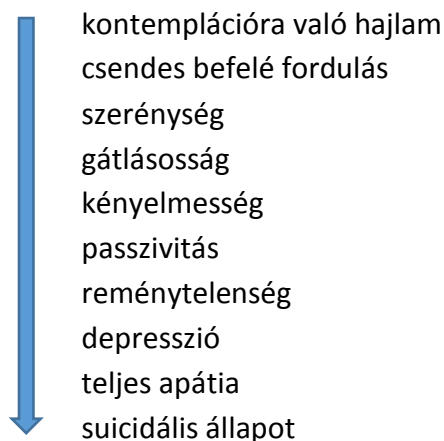 kontemplációra való hajlam
csendes befelé fordulás
szerénység
gátlásosság
kényelmesség
passzivitás
reménytelenség
depresszió
teljes apátia
suicidális állapot